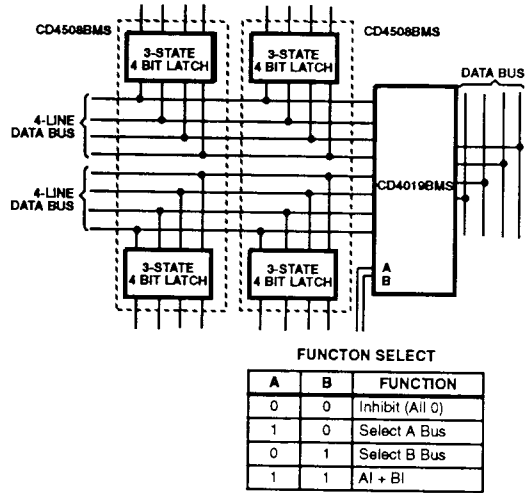 CD4508BMS
CD4508BMS
3-STATE
4 BIT LATCH
3-STATE
4 BIT LATCH
DATA BUS
4-LINE
DATA BUS
4-LINE
DATA BUS
CD4019BMS
3-STATE
4 BIT LATCH
3-STATE
4 BIT LATCH
A
B
FUNCTON SELECT
A B FUNCTION
0 0 Inhibit (All 0)
1 0 Select A Bus
0 1 Select B Bus
1 1 AI + BI